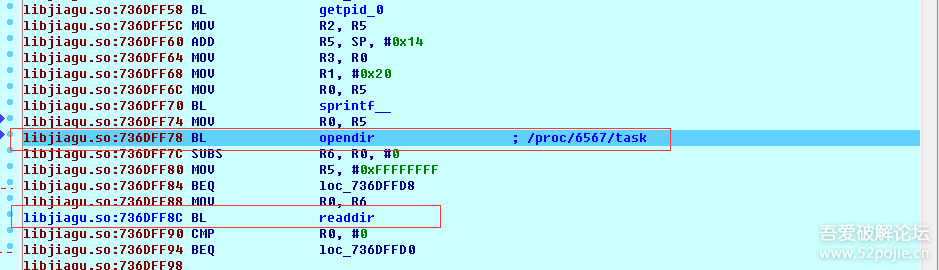 libjiagu.so:736DFF58 BL getpid_0
libjiagu.so:736DFF5C MOV R2, R5
libjiagu.so:736DFF60 ADD R5, SP, #0x14
libjiagu.so:736DFF64 MOV R3, R0
libjiagu.so:736DFF68 MOV R1, #0x20
libjiagu.so:736DFF6C MOV R0, R5
libjiagu.so:736DFF70 BL sprintf__
libjiagu.so:736DFF74 MOV R0, R5
libjiagu.so:736DFF78 BL opendir ; /proc/6567/task
libjiagu.so:736DFF7C SUBS R6, R0, #0
libjiagu.so:736DFF80 MOV R5, #0xFFFFFFFF
libjiagu.so:736DFF84 BEQ loc_736DFFD8
libjiagu.so:736DFF88 MOV R0, R6
libjiagu.so:736DFF8C BL readdir
libjiagu.so:736DFF90 CMP R0, #0
libjiagu.so:736DFF94 BEQ loc_736DFFD0
libjiagu.so:736DFF98
吾爱破解论坛
www.52pojie.cn